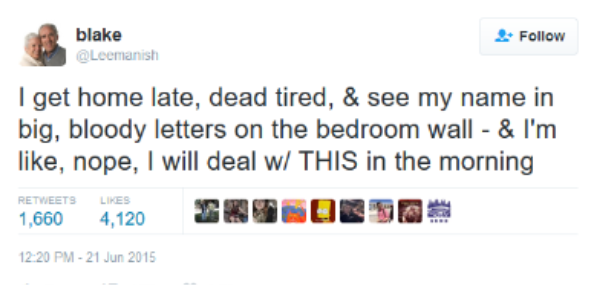 blake
@Leemanish
Follow
I get home late, dead tired, & see my name in
big, bloody letters on the bedroom wall - & I'm
like, nope, I will deal w/ THIS in the morning
RETWEETS LIKES
1,660 4,120
12:20 PM - 21 Jun 2015